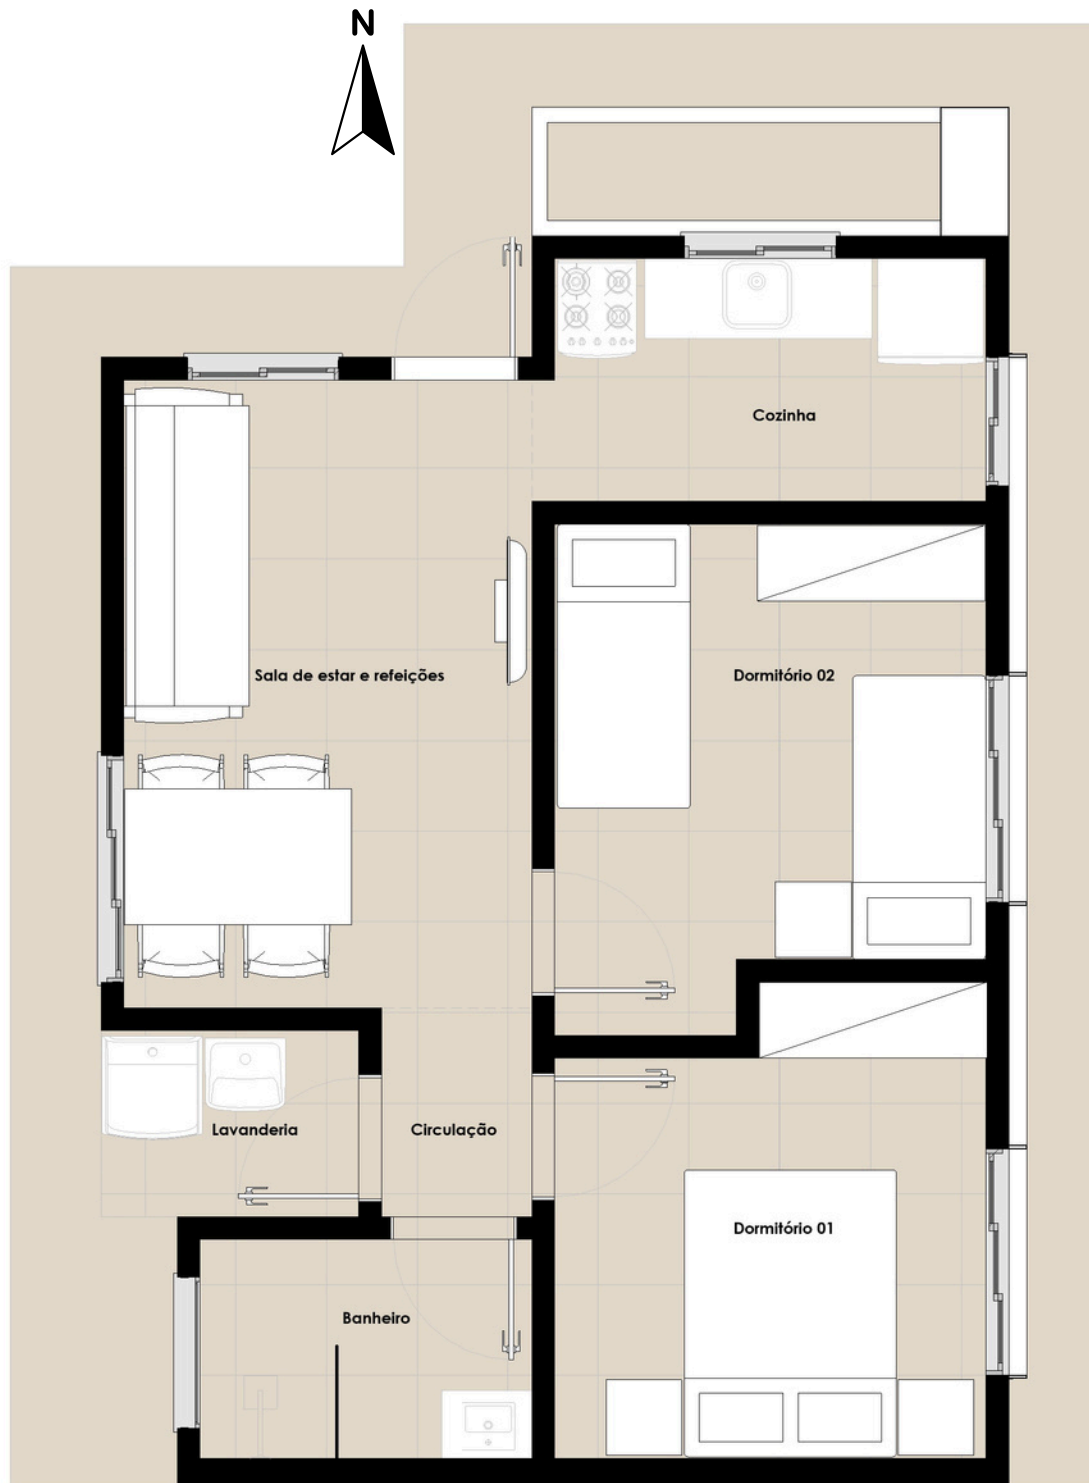 N
Cozinha
Sala de estar e refeições
Dormitório 02
Lavanderia
Circulação
Dormitório 01
Banheiro